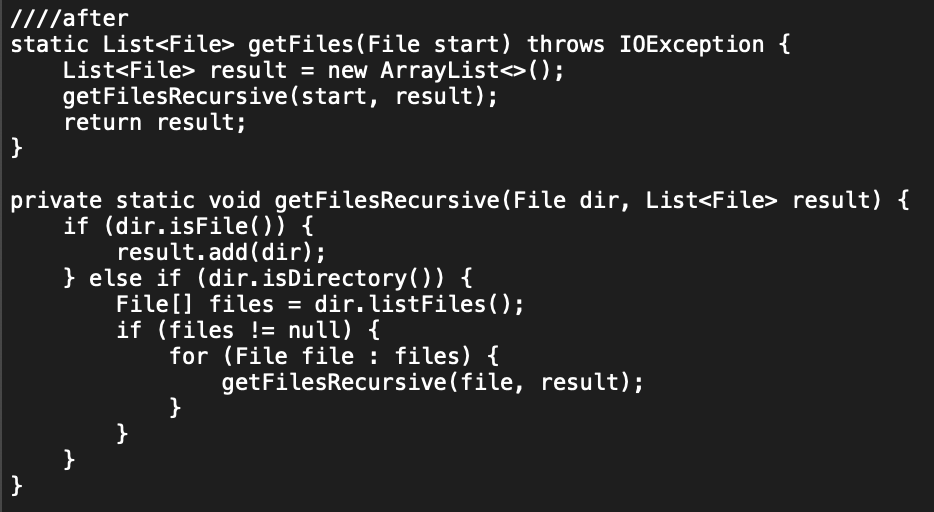 ////after
static List<File> getFiles(File start) throws IOException {
    List<File> result = new ArrayList<>();
    getFilesRecursive(start, result);
    return result;
}

private static void getFilesRecursive(File dir, List<File> result) {
    if (dir.isFile()) {
        result.add(dir);
    } else if (dir.isDirectory()) {
        File[] files = dir.listFiles();
        if (files != null) {
            for (File file : files) {
                getFilesRecursive(file, result);
            }
        }
    }
}